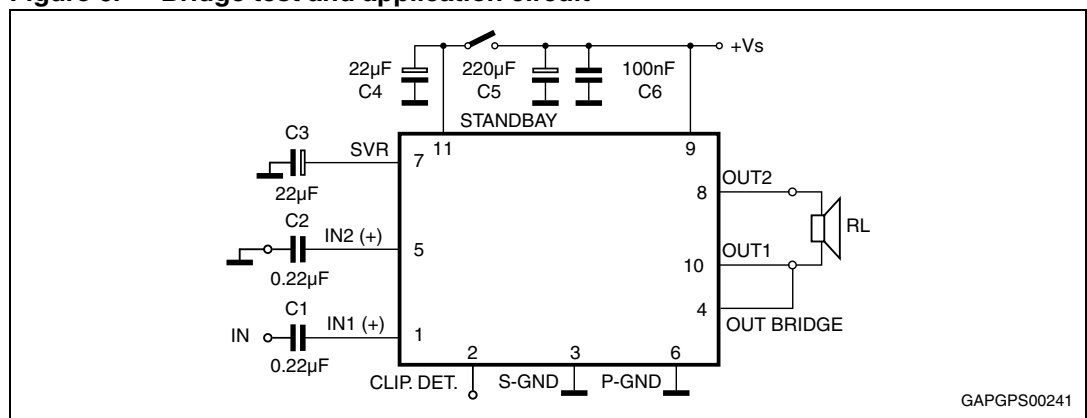 Figure 3. Bridge test and application circuit
+Vs
22µF
C4
220µF
C5
100nF
C6
STANDBAY
11
9
C3
22µF
SVR
7
C2
0.22µF
IN2 (+)
5
IN
C1
0.22µF
IN1 (+)
1
OUT2
8
RL
OUT1
10
4
OUT BRIDGE
2
3
6
CLIP. DET.
S-GND
P-GND
GAPGPS00241